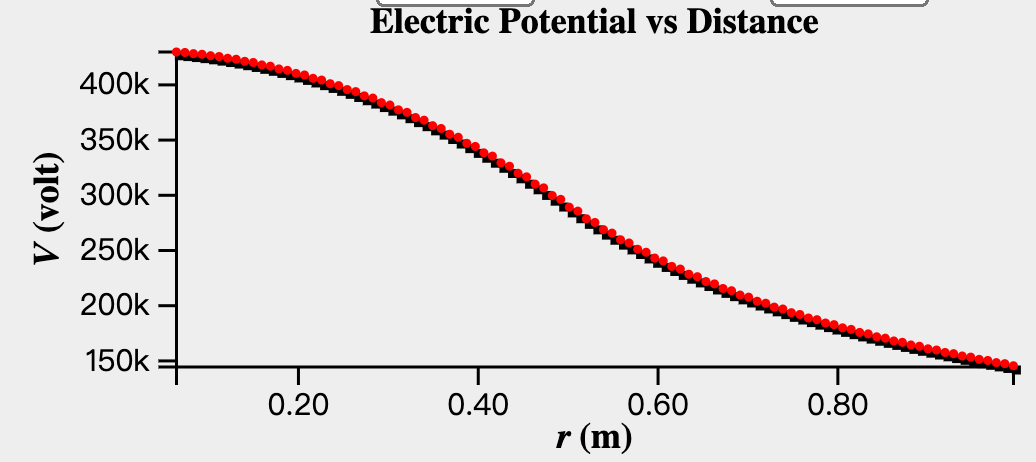 Electric Potential vs Distance
400k
350k
300k
250k
200k
150k
V (volt)
0.20 0.40 0.60 0.80
r (m)